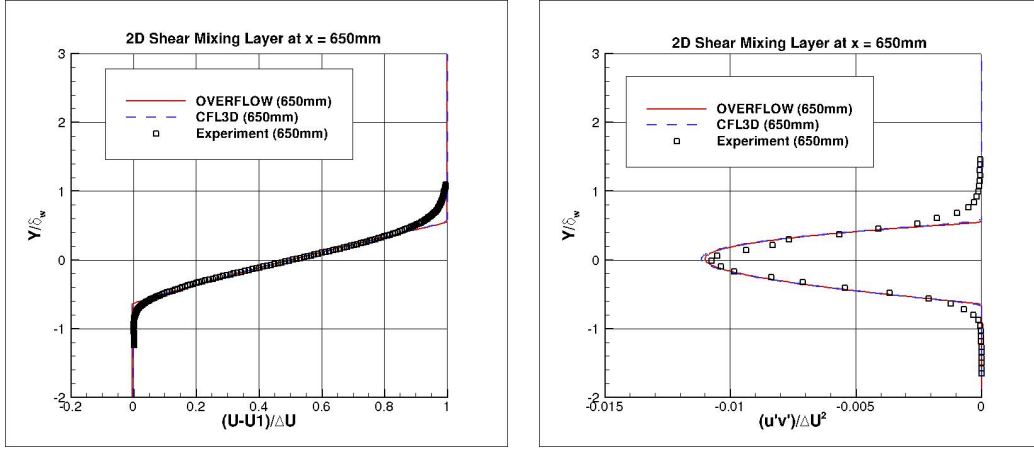 2D Shear Mixing Layer at x = 650mm
OVERFLOW (650mm)
CFL3D (650mm)
Experiment (650mm)
Y/δw
3
2
1
0
-1
-2
-0.2 0 0.2 0.4 0.6 0.8 1
(U-U1)/ΔU
2D Shear Mixing Layer at x = 650mm
OVERFLOW (650mm)
CFL3D (650mm)
Experiment (650mm)
Y/δw
3
2
1
0
-1
-2
-0.015 -0.01 -0.005 0
(u'v')/ΔU²